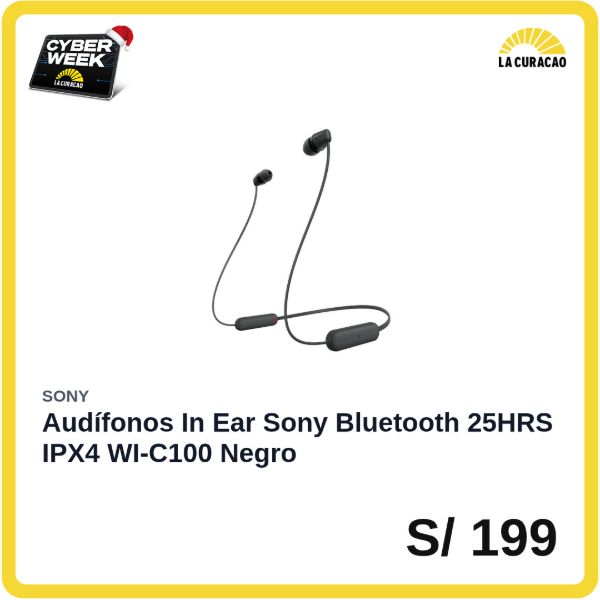 CYBER
WEEK
LA CURACAO
LA CURACAO
SONY
Audífonos In Ear Sony Bluetooth 25HRS
IPX4 WI-C100 Negro
S/ 199